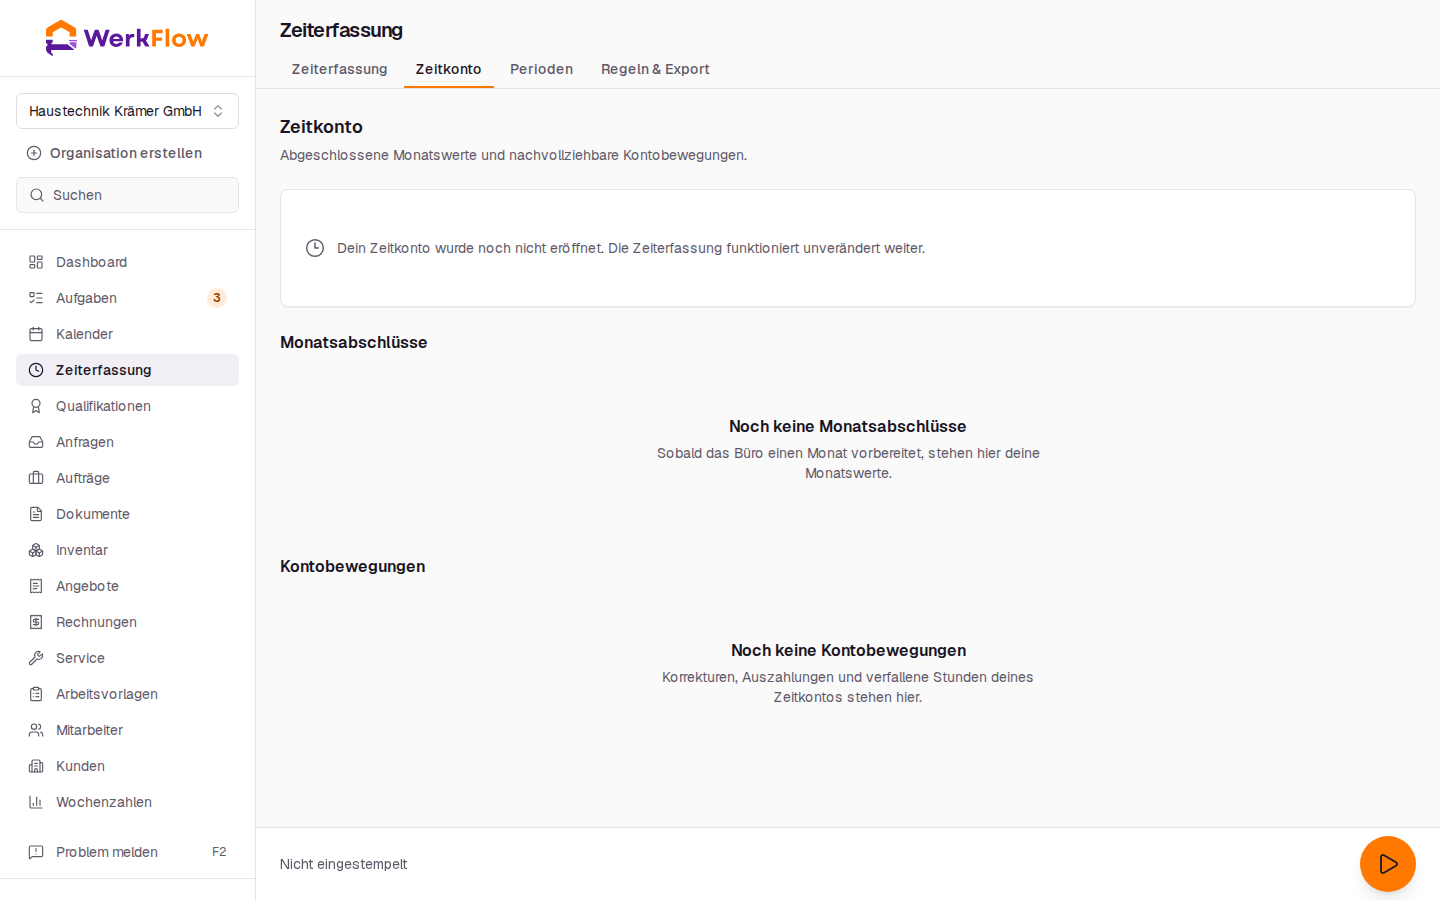 WerkFlow
Haustechnik Krämer GmbH
Organisation erstellen
Suchen
Dashboard
Aufgaben 3
Kalender
Zeiterfassung
Qualifikationen
Anfragen
Aufträge
Dokumente
Inventar
Angebote
Rechnungen
Service
Arbeitsvorlagen
Mitarbeiter
Kunden
Wochenzahlen
Problem melden F2
Zeiterfassung
Zeiterfassung Zeitkonto Perioden Regeln & Export
Zeitkonto
Abgeschlossene Monatswerte und nachvollziehbare Kontobewegungen.
Dein Zeitkonto wurde noch nicht eröffnet. Die Zeiterfassung funktioniert unverändert weiter.
Monatsabschlüsse
Noch keine Monatsabschlüsse
Sobald das Büro einen Monat vorbereitet, stehen hier deine
Monatswerte.
Kontobewegungen
Noch keine Kontobewegungen
Korrekturen, Auszahlungen und verfallene Stunden deines
Zeitkontos stehen hier.
Nicht eingestempelt